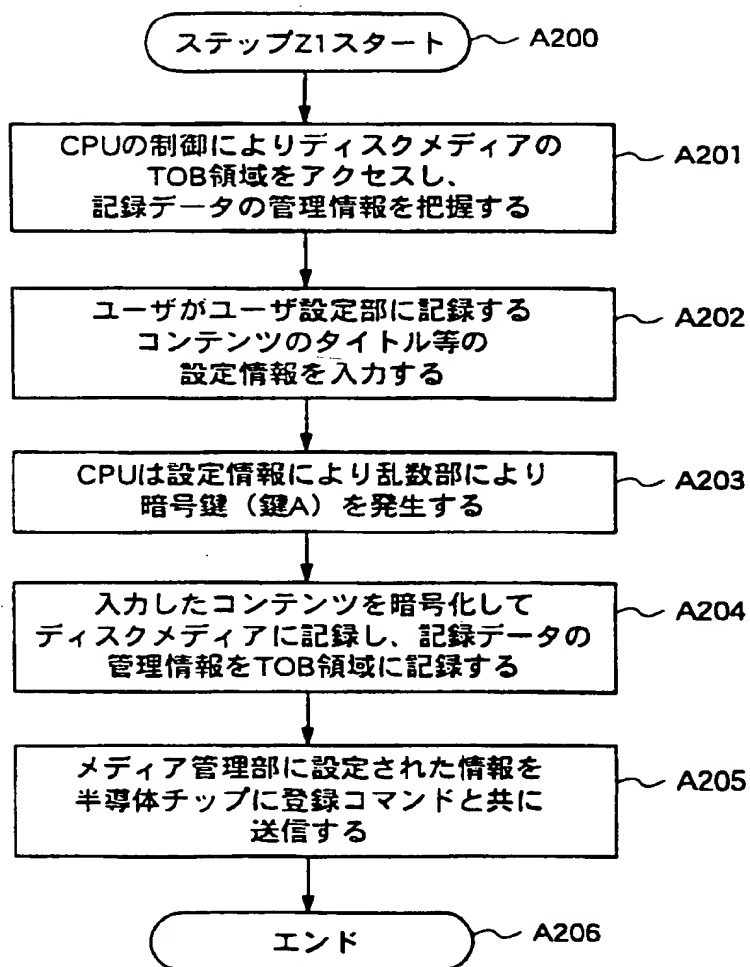 ステップZ1スタート
A200
CPUの制御によりディスクメディアの
TOB領域をアクセスし、
記録データの管理情報を把握する
A201
ユーザがユーザ設定部に記録する
コンテンツのタイトル等の
設定情報を入力する
A202
CPUは設定情報により乱数部により
暗号鍵（鍵A）を発生する
A203
入力したコンテンツを暗号化して
ディスクメディアに記録し、記録データの
管理情報をTOB領域に記録する
A204
メディア管理部に設定された情報を
半導体チップに登録コマンドと共に
送信する
A205
エンド
A206